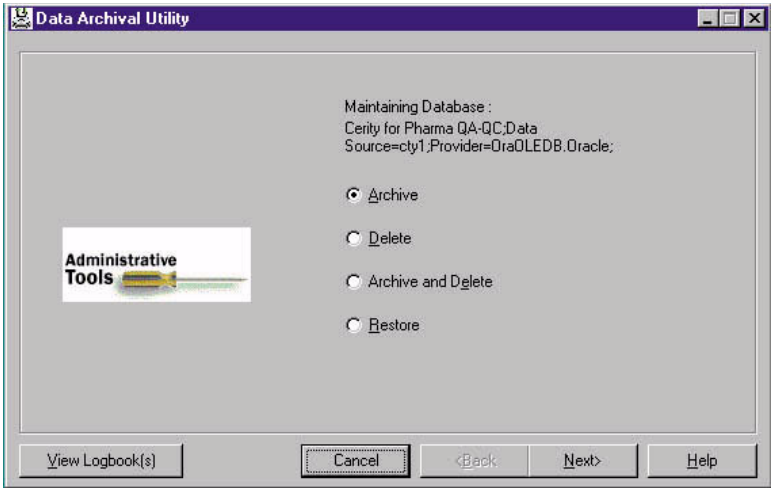 Data Archival Utility
Maintaining Database :
Cerity for Pharma QA-QC;Data
Source=cty1;Provider=OraOLEDB.Oracle;
Archive
Delete
Archive and Delete
Restore
Administrative
Tools
View Logbook(s)
Cancel
<Back
Next>
Help